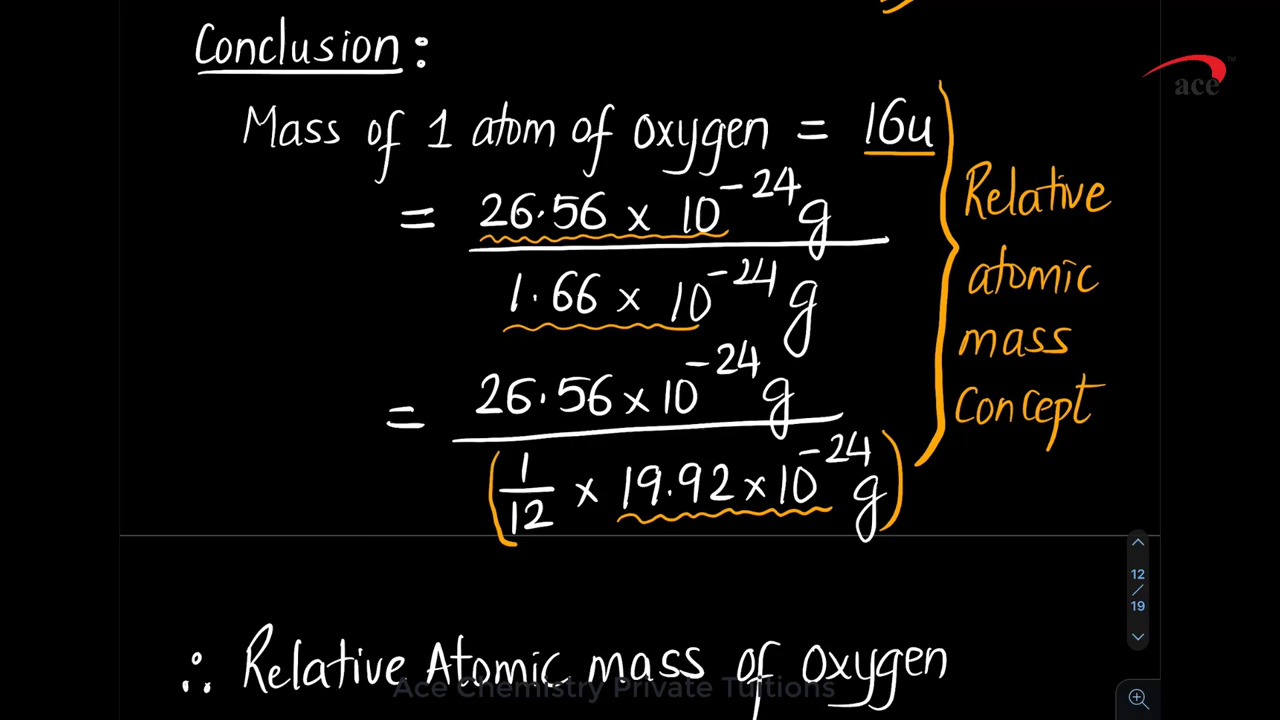 Conclusion:
ace™
Mass of 1 atom of oxygen = 16u
= 26.56 x 10^-24 g
1.66 x 10^-24 g
= 26.56 x 10^-24 g
(1/12 x 19.92 x 10^-24 g)
Relative
atomic
mass
concept
12
/
19
∴ Relative Atomic mass of oxygen
Ace Chemistry Private Tuitions